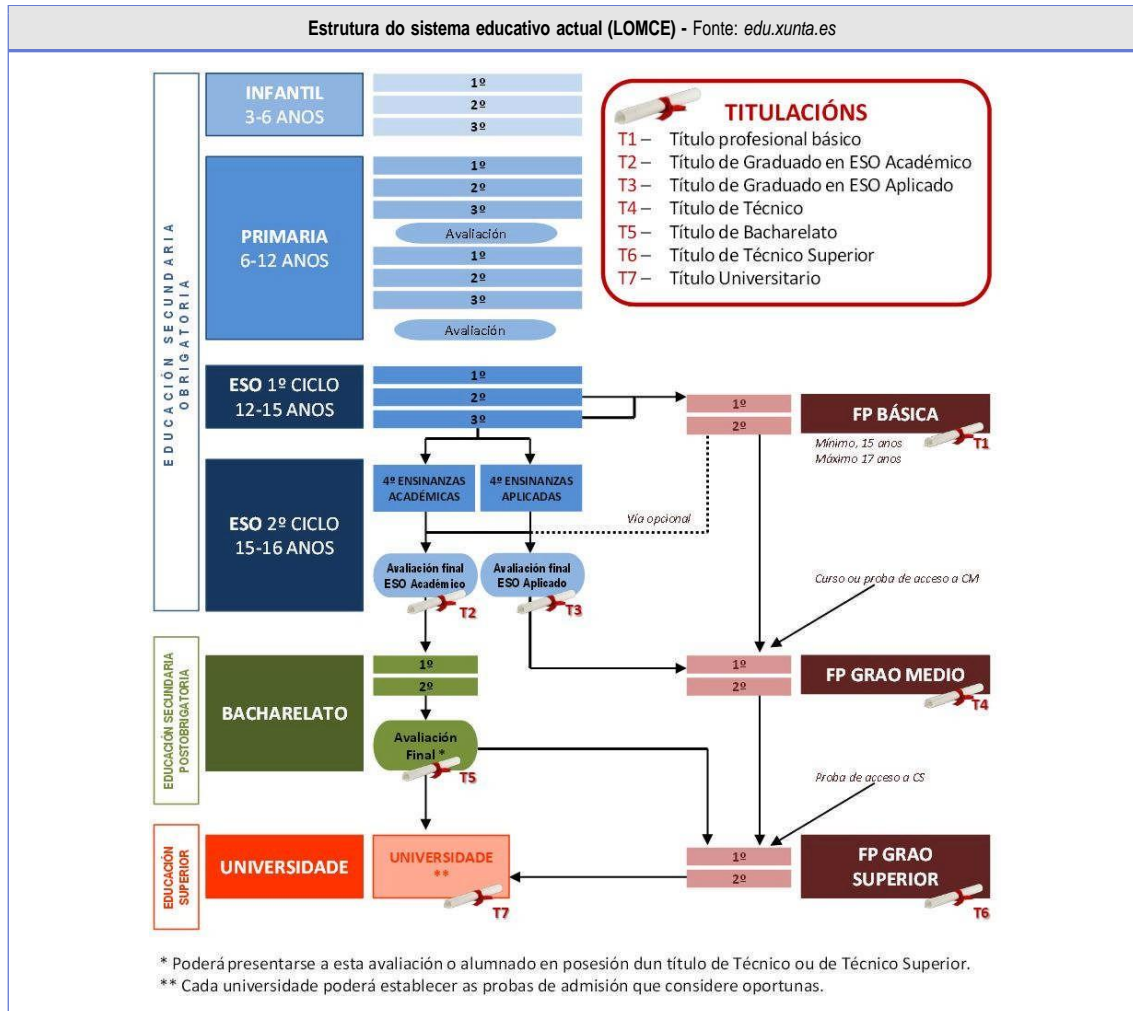 Estrutura do sistema educativo actual (LOMCE) - Fonte: edu.xunta.es
EDUCACIÓN SECUNDARIA
OBRIGATORIA
INFANTIL
3-6 ANOS
1º
2º
3º
TITULACIÓNS
T1 – Título profesional básico
T2 – Título de Graduado en ESO Académico
T3 – Título de Graduado en ESO Aplicado
T4 – Título de Técnico
T5 – Título de Bacharelato
T6 – Título de Técnico Superior
T7 – Título Universitario
PRIMARIA
6-12 ANOS
1º
2º
3º
Avaliación
1º
2º
3º
Avaliación
ESO 1º CICLO
12-15 ANOS
1º
2º
3º
1º
2º
FP BÁSICA
T1
Mínimo, 15 anos
Máximo 17 anos
ESO 2º CICLO
15-16 ANOS
4º ENSINANZAS
ACADÉMICAS
4º ENSINANZAS
APLICADAS
Vía opcional
Avaliación final
ESO Académico
T2
Avaliación final
ESO Aplicado
T3
Curso ou proba de acceso a CM
EDUCACIÓN SECUNDARIA
POSTOBRIGATORIA
BACHARELATO
1º
2º
Avaliación
Final *
T5
1º
2º
FP GRAO MEDIO
T4
Proba de acceso a CS
EDUCACIÓN
SUPERIOR
UNIVERSIDADE
UNIVERSIDADE
**
T7
1º
2º
FP GRAO
SUPERIOR
T6
* Poderá presentarse a esta avaliación o alumnado en posesión dun título de Técnico ou de Técnico Superior.
** Cada universidade poderá establecer as probas de admisión que considere oportunas.